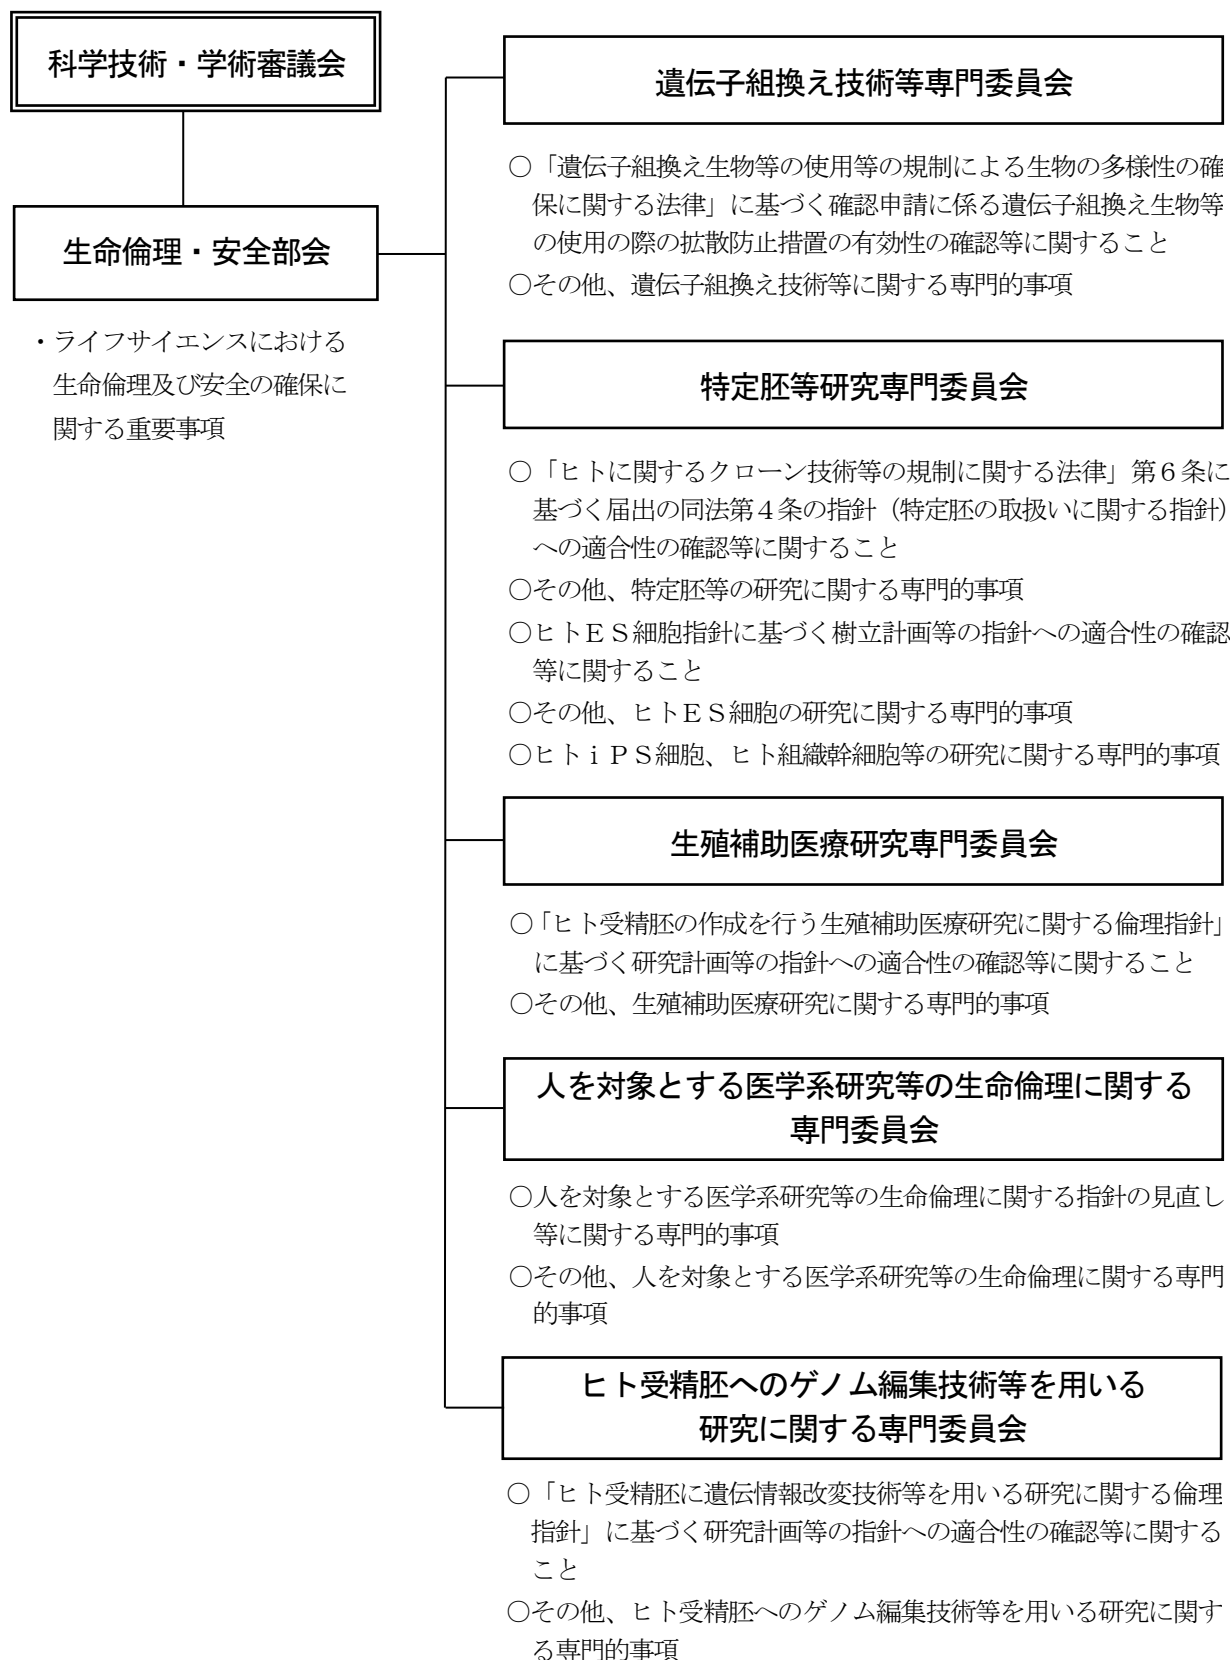 科学技術・学術審議会
生命倫理・安全部会
・ライフサイエンスにおける
生命倫理及び安全の確保に
関する重要事項
遺伝子組換え技術等専門委員会
○「遺伝子組換え生物等の使用等の規制による生物の多様性の確
保に関する法律」に基づく確認申請に係る遺伝子組換え生物等
の使用の際の拡散防止措置の有効性の確認等に関すること
○その他、遺伝子組換え技術等に関する専門的事項
特定胚等研究専門委員会
○「ヒトに関するクローン技術等の規制に関する法律」第６条に
基づく届出の同法第４条の指針（特定胚の取扱いに関する指針）
への適合性の確認等に関すること
○その他、特定胚等の研究に関する専門的事項
○ヒトＥＳ細胞指針に基づく樹立計画等の指針への適合性の確認
等に関すること
○その他、ヒトＥＳ細胞の研究に関する専門的事項
○ヒトｉＰＳ細胞、ヒト組織幹細胞等の研究に関する専門的事項
生殖補助医療研究専門委員会
○「ヒト受精胚の作成を行う生殖補助医療研究に関する倫理指針」
に基づく研究計画等の指針への適合性の確認等に関すること
○その他、生殖補助医療研究に関する専門的事項
人を対象とする医学系研究等の生命倫理に関する
専門委員会
○人を対象とする医学系研究等の生命倫理に関する指針の見直し
等に関する専門的事項
○その他、人を対象とする医学系研究等の生命倫理に関する専門
的事項
ヒト受精胚へのゲノム編集技術等を用いる
研究に関する専門委員会
○「ヒト受精胚に遺伝情報改変技術等を用いる研究に関する倫理
指針」に基づく研究計画等の指針への適合性の確認等に関する
こと
○その他、ヒト受精胚へのゲノム編集技術等を用いる研究に関す
る専門的事項